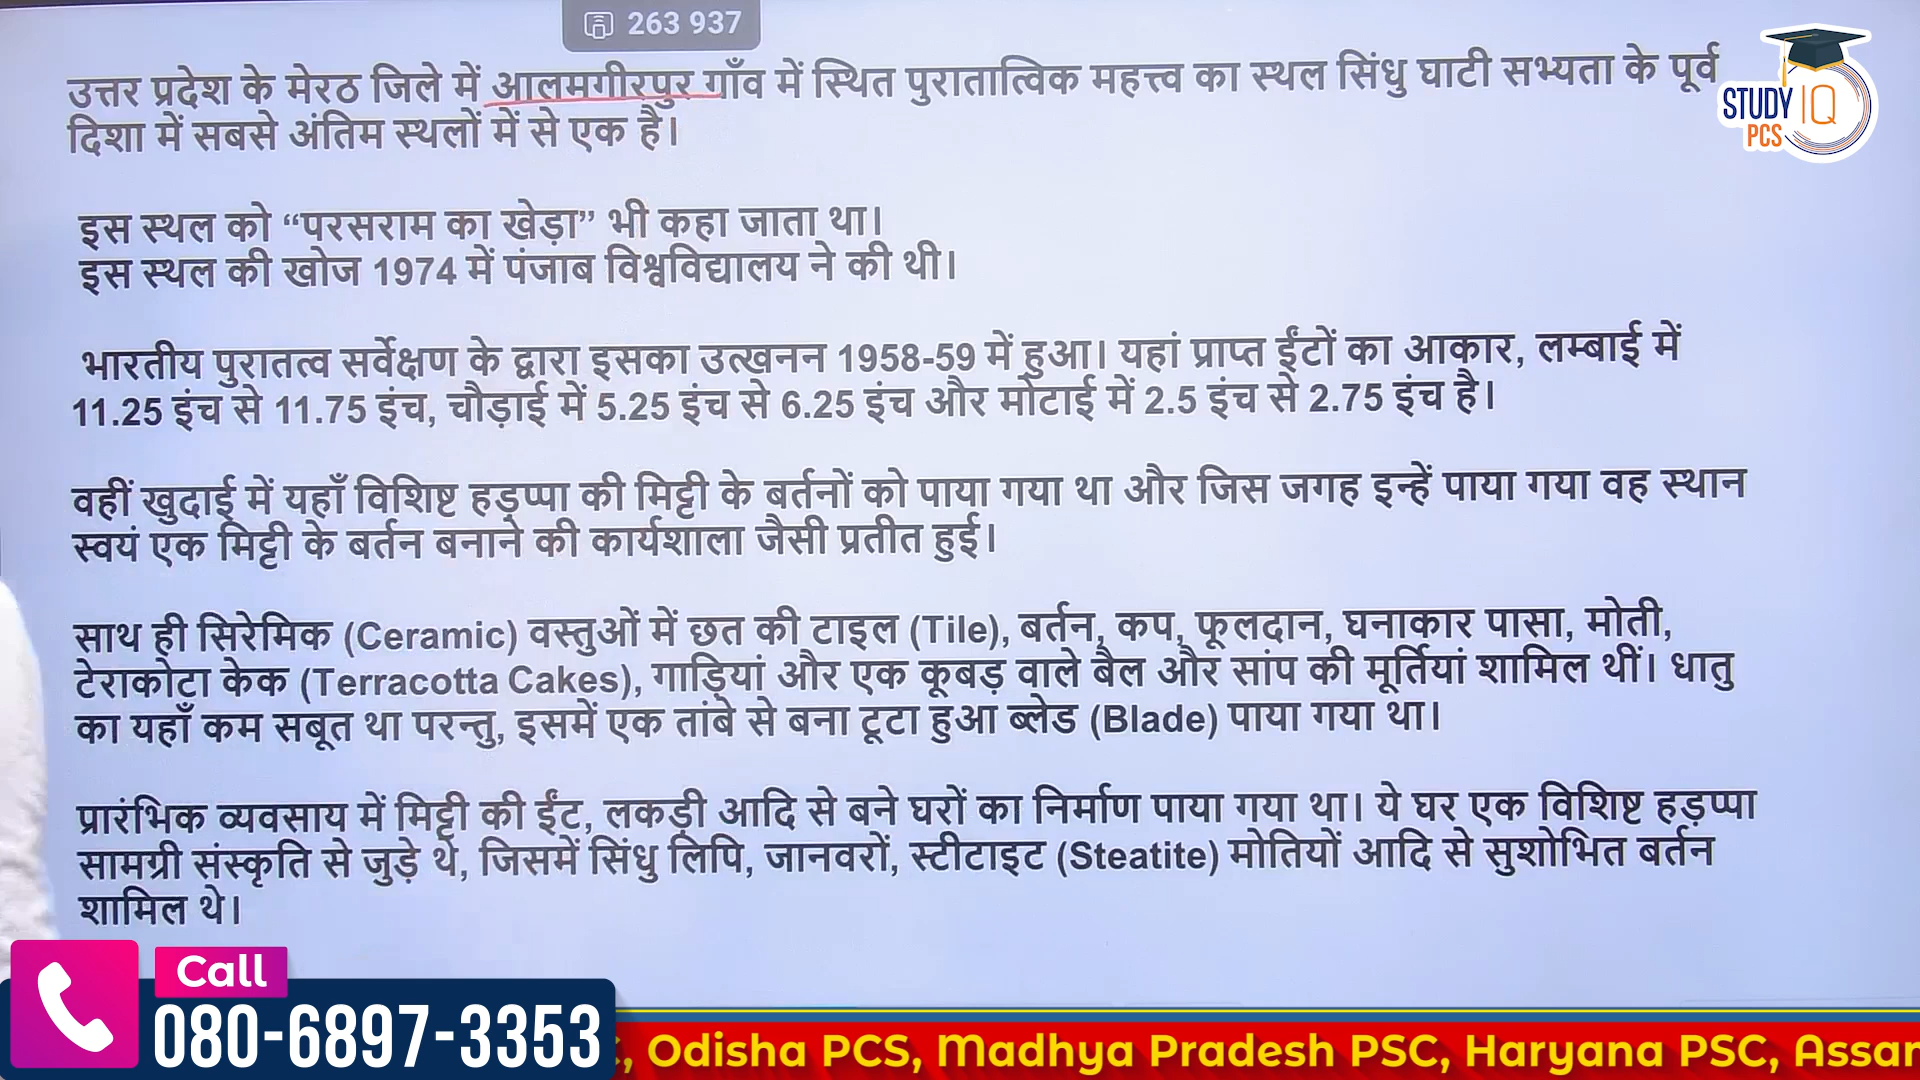 263 937
उत्तर प्रदेश के मेरठ जिले में आलमगीरपुर गाँव में स्थित पुरातात्विक महत्त्व का स्थल सिंधु घाटी सभ्यता के पूर्व
दिशा में सबसे अंतिम स्थलों में से एक है।
STUDY IQ
PCS
इस स्थल को “परसराम का खेड़ा” भी कहा जाता था।
इस स्थल की खोज 1974 में पंजाब विश्वविद्यालय ने की थी।
भारतीय पुरातत्व सर्वेक्षण के द्वारा इसका उत्खनन 1958-59 में हुआ। यहां प्राप्त ईंटों का आकार, लम्बाई में
11.25 इंच से 11.75 इंच, चौड़ाई में 5.25 इंच से 6.25 इंच और मोटाई में 2.5 इंच से 2.75 इंच है।
वहीं खुदाई में यहाँ विशिष्ट हड़प्पा की मिट्टी के बर्तनों को पाया गया था और जिस जगह इन्हें पाया गया वह स्थान
स्वयं एक मिट्टी के बर्तन बनाने की कार्यशाला जैसी प्रतीत हुई।
साथ ही सिरेमिक (Ceramic) वस्तुओं में छत की टाइल (Tile), बर्तन, कप, फूलदान, घनाकार पासा, मोती,
टेराकोटा केक (Terracotta Cakes), गाड़ियां और एक कूबड़ वाले बैल और सांप की मूर्तियां शामिल थीं। धातु
का यहाँ कम सबूत था परन्तु, इसमें एक तांबे से बना टूटा हुआ ब्लेड (Blade) पाया गया था।
प्रारंभिक व्यवसाय में मिट्टी की ईंट, लकड़ी आदि से बने घरों का निर्माण पाया गया था। ये घर एक विशिष्ट हड़प्पा
सामग्री संस्कृति से जुड़े थे, जिसमें सिंधु लिपि, जानवरों, स्टीटाइट (Steatite) मोतियों आदि से सुशोभित बर्तन
शामिल थे।
Call
080-6897-3353
, Odisha PCS, Madhya Pradesh PSC, Haryana PSC, Assam